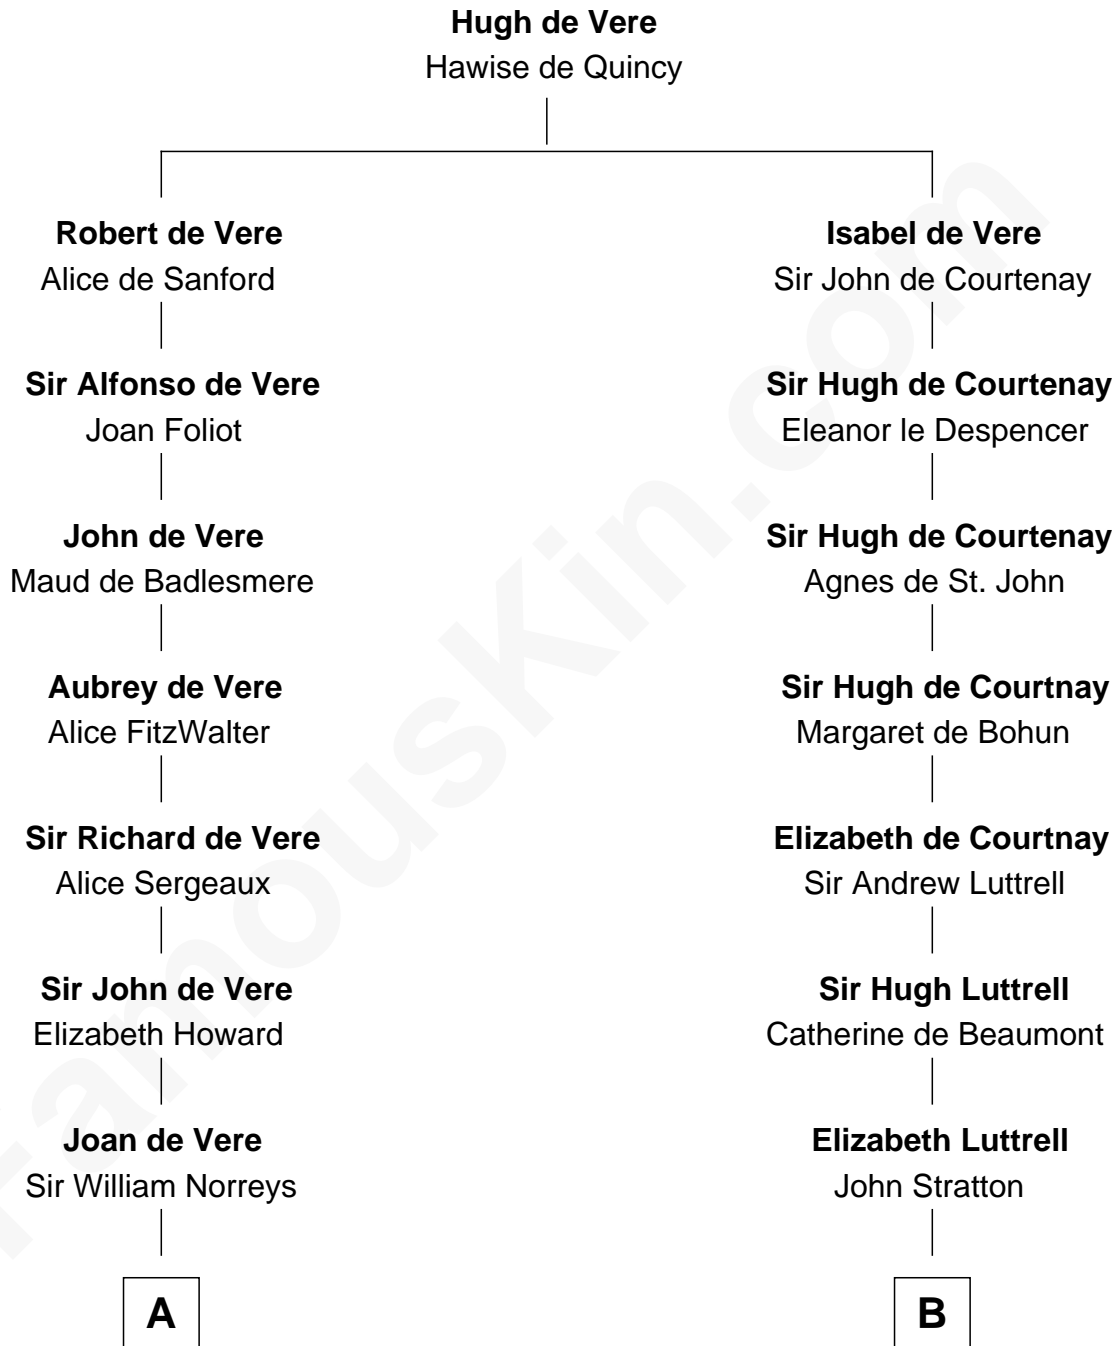 Hugh de Vere
Hawise de Quincy
Robert de Vere
Alice de Sanford
Isabel de Vere
Sir John de Courtenay
Sir Alfonso de Vere
Joan Foliot
Sir Hugh de Courtenay
Eleanor le Despencer
John de Vere
Maud de Badlesmere
Sir Hugh de Courtenay
Agnes de St. John
Aubrey de Vere
Alice FitzWalter
Sir Hugh de Courtnay
Margaret de Bohun
Sir Richard de Vere
Alice Sergeaux
Elizabeth de Courtnay
Sir Andrew Luttrell
Sir John de Vere
Elizabeth Howard
Sir Hugh Luttrell
Catherine de Beaumont
Joan de Vere
Sir William Norreys
Elizabeth Luttrell
John Stratton
A
B
FamousKin.com